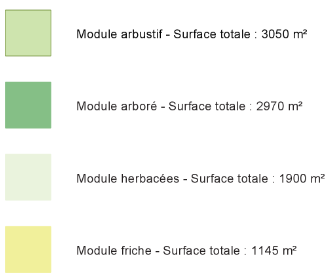 Module arbustif - Surface totale : 3050 m²
Module arboré - Surface totale : 2970 m²
Module herbacées - Surface totale : 1900 m²
Module friche - Surface totale : 1145 m²